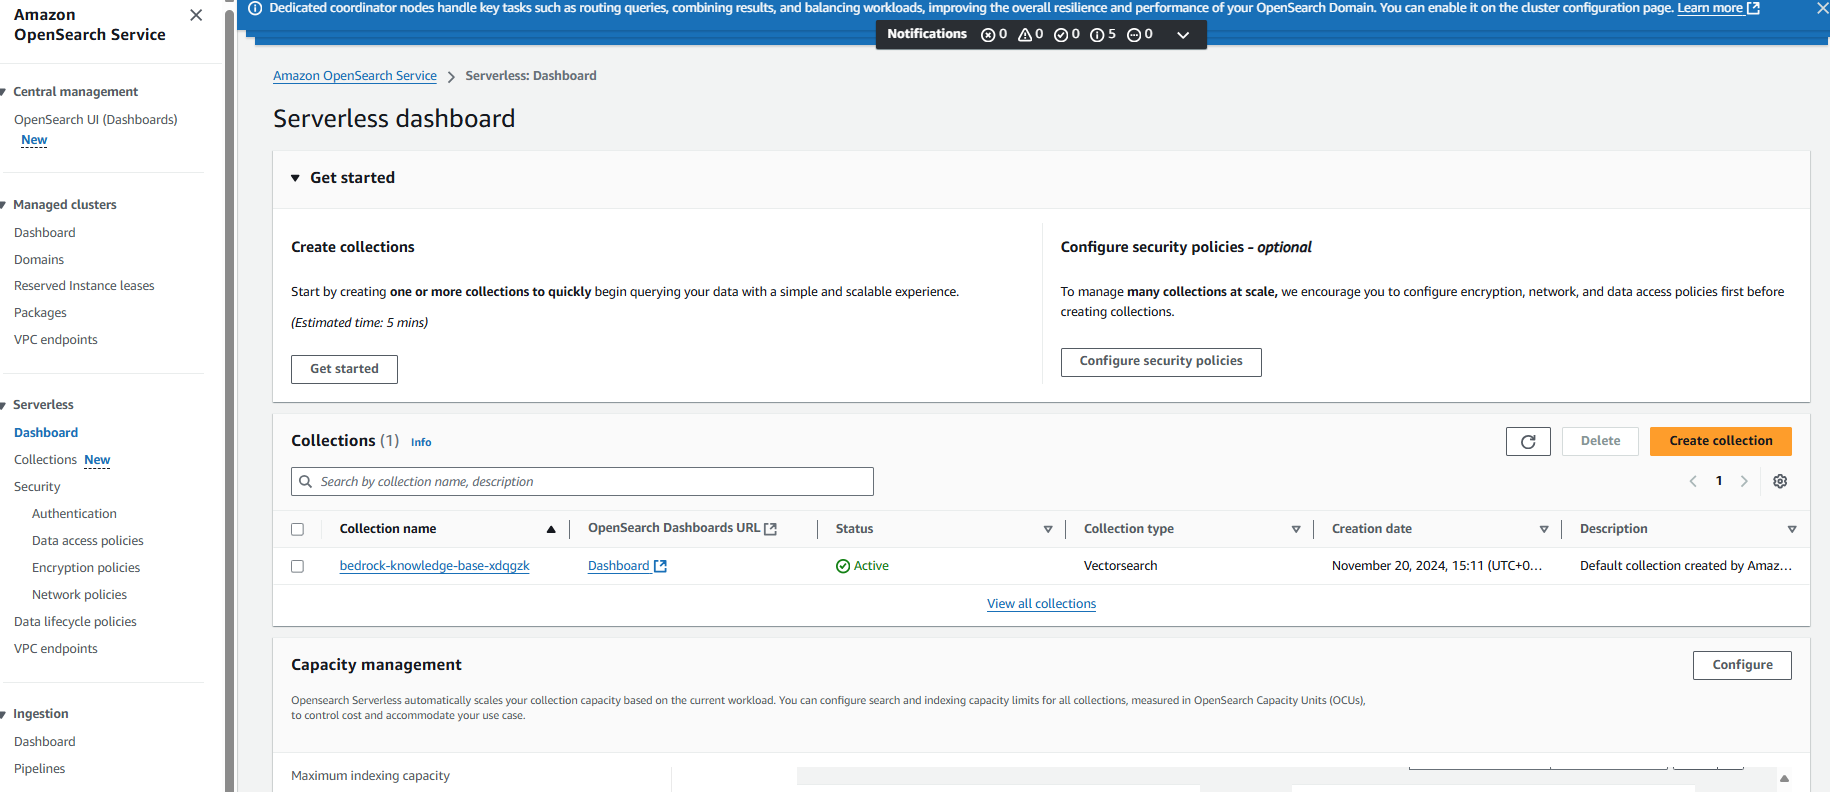 Amazon
OpenSearch Service
Central management
OpenSearch UI (Dashboards)
New
Managed clusters
Dashboard
Domains
Reserved Instance leases
Packages
VPC endpoints
Serverless
Dashboard
Collections New
Security
Authentication
Data access policies
Encryption policies
Network policies
Data lifecycle policies
VPC endpoints
Ingestion
Dashboard
Pipelines
Dedicated coordinator nodes handle key tasks such as routing queries, combining results, and balancing workloads, improving the overall resilience and performance of your OpenSearch Domain. You can enable it on the cluster configuration page. Learn more
Notifications 0 0 0 5 0
Amazon OpenSearch Service > Serverless: Dashboard
Serverless dashboard
Get started
Create collections
Start by creating one or more collections to quickly begin querying your data with a simple and scalable experience.
(Estimated time: 5 mins)
Get started
Configure security policies - optional
To manage many collections at scale, we encourage you to configure encryption, network, and data access policies first before
creating collections.
Configure security policies
Collections (1) Info
Delete
Create collection
Search by collection name, description
1
Collection name OpenSearch Dashboards URL Status Collection type Creation date Description
bedrock-knowledge-base-xdqgzk Dashboard Active Vectorsearch November 20, 2024, 15:11 (UTC+0... Default collection created by Amaz...
View all collections
Capacity management
Configure
Opensearch Serverless automatically scales your collection capacity based on the current workload. You can configure search and indexing capacity limits for all collections, measured in OpenSearch Capacity Units (OCUs),
to control cost and accommodate your use case.
Maximum indexing capacity